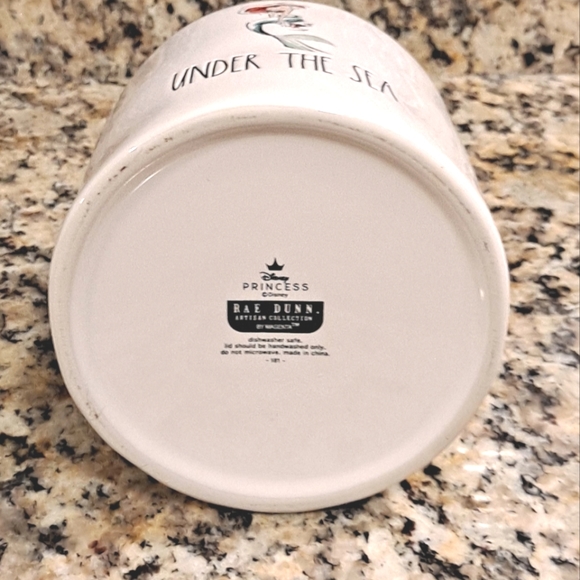 UNDER THE SEA
Disney
PRINCESS
©Disney
RAE DUNN.
ARTISAN COLLECTION
BY MAGENTA™
dishwasher safe.
lid should be handwashed only.
do not microwave. made in china.
- 181 -